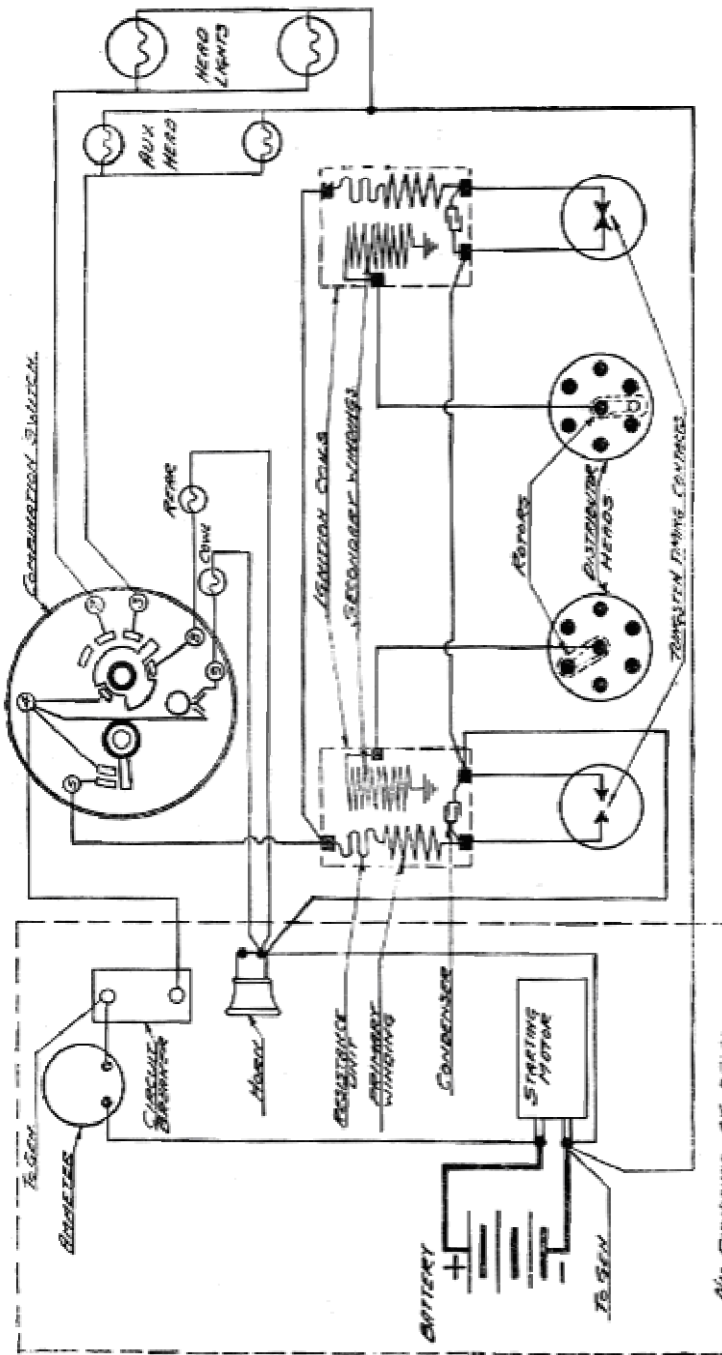 HEAD
LIGHTS
AUX
HEAD
COMBINATION SWITCH
REAR
COWL
IGNITION COILS
SECONDARY WINDINGS
ROTORS
DISTRIBUTOR
HEADS
TUNGSTEN TIMING CONTACTS
TO GEN.
AMMETER
CIRCUIT
BREAKER
HORN
RESISTANCE
UNIT
PRIMARY
WINDING
CONDENSER
STARTING
MOTOR
BATTERY
+
-
TO GEN